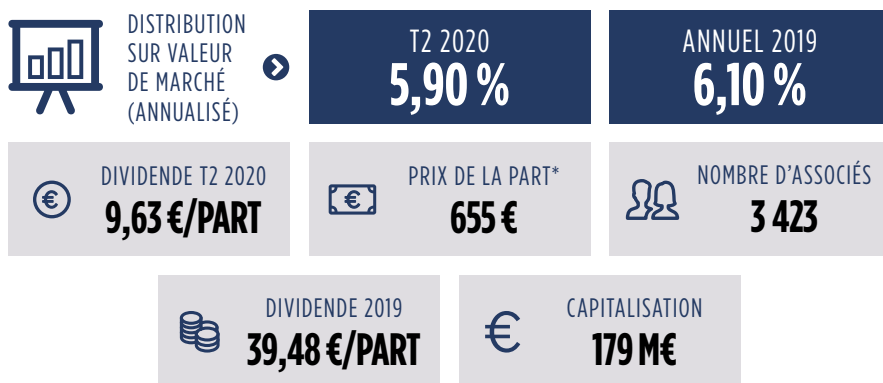 DISTRIBUTION
SUR VALEUR
DE MARCHÉ
(ANNUALISÉ)
T2 2020
5,90 %
ANNUEL 2019
6,10 %
DIVIDENDE T2 2020
9,63 €/PART
PRIX DE LA PART*
655 €
NOMBRE D’ASSOCIÉS
3 423
DIVIDENDE 2019
39,48 €/PART
CAPITALISATION
179 M€